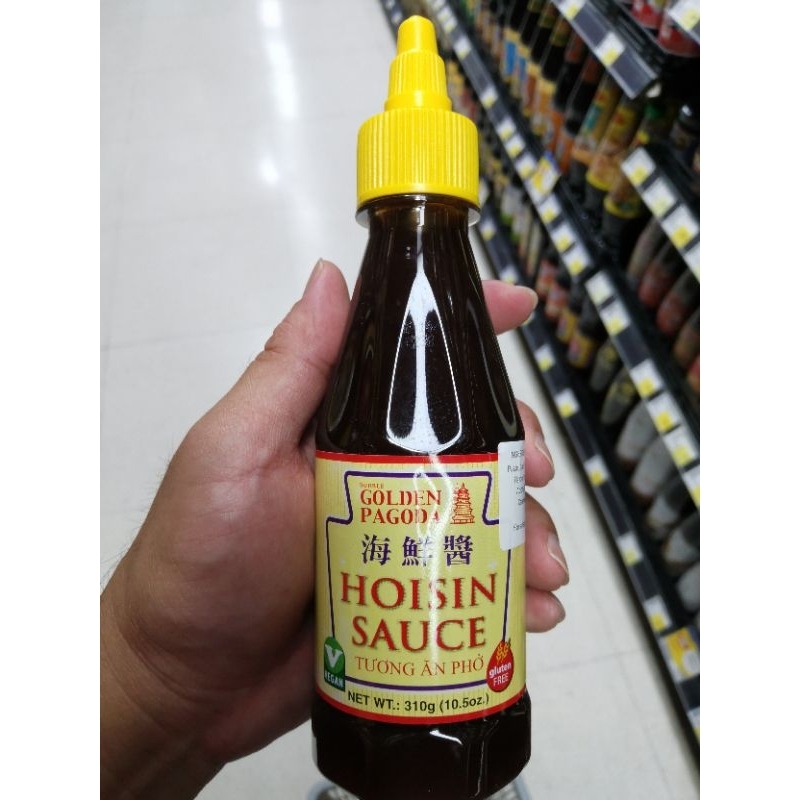 GOLDEN
PAGODA
海鮮醬
HOISIN
SAUCE
TƯƠNG ĂN PHỞ
V
VEGAN
gluten
FREE
NET WT.: 310g (10.5oz.)